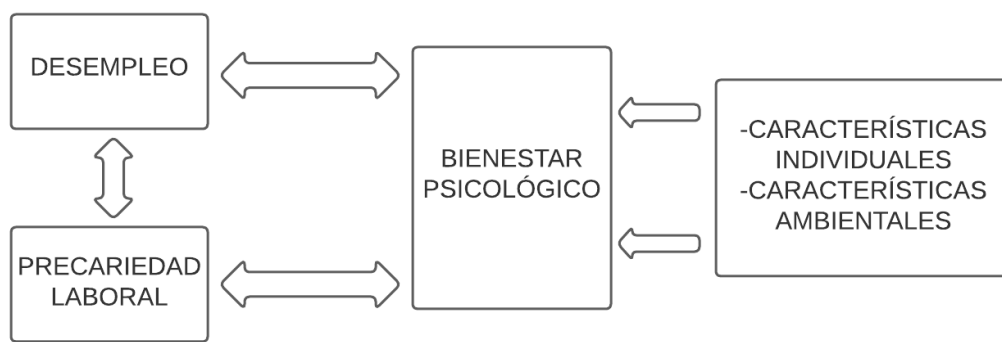 DESEMPLEO
PRECARIEDAD
LABORAL
BIENESTAR
PSICOLÓGICO
-CARACTERÍSTICAS
INDIVIDUALES
-CARACTERÍSTICAS
AMBIENTALES